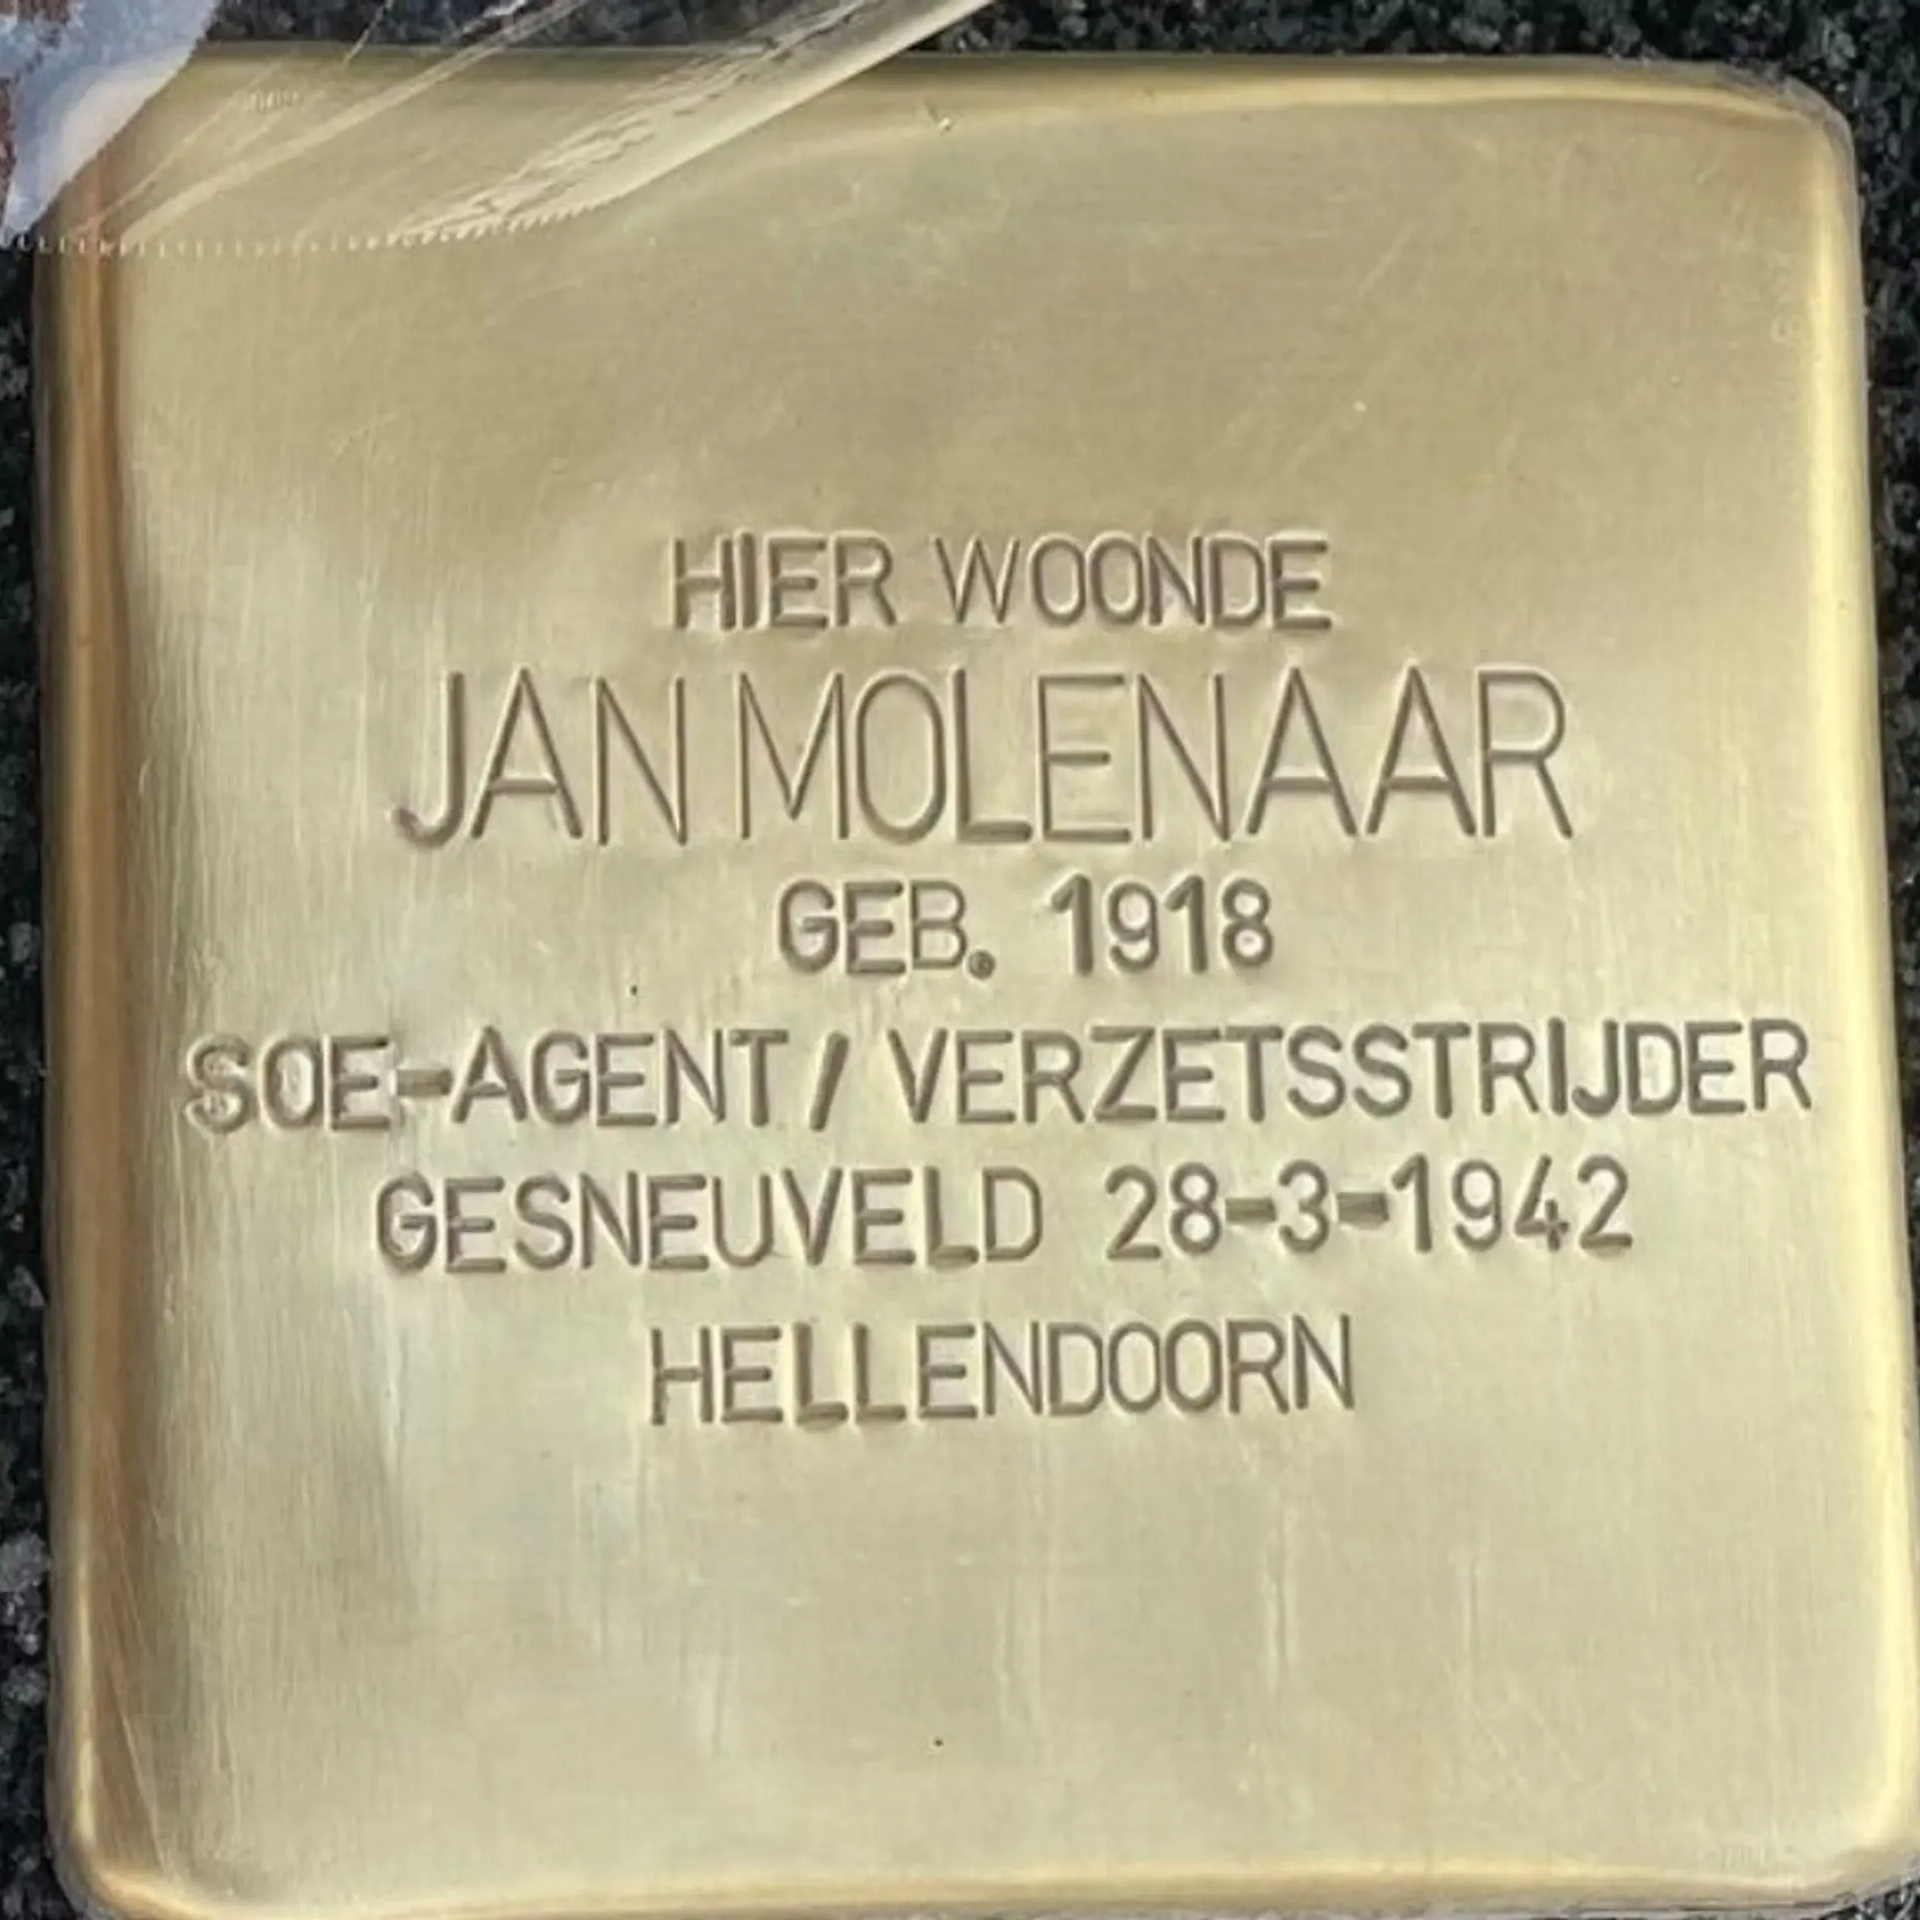 HIER WOONDE
JAN MOLENAAR
GEB. 1918
SOE-AGENT / VERZETSSTRIJDER
GESNEUVELD 28-3-1942
HELLENDOORN